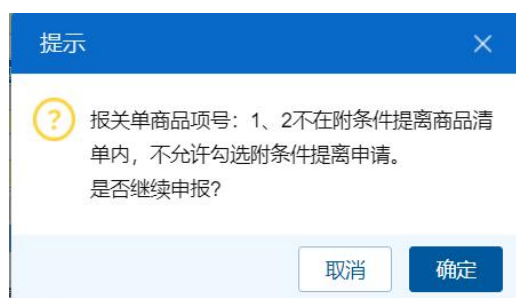 提示
报关单商品项号：1、2不在附条件提离商品清
单内，不允许勾选附条件提离申请。
是否继续申报?
取消
确定